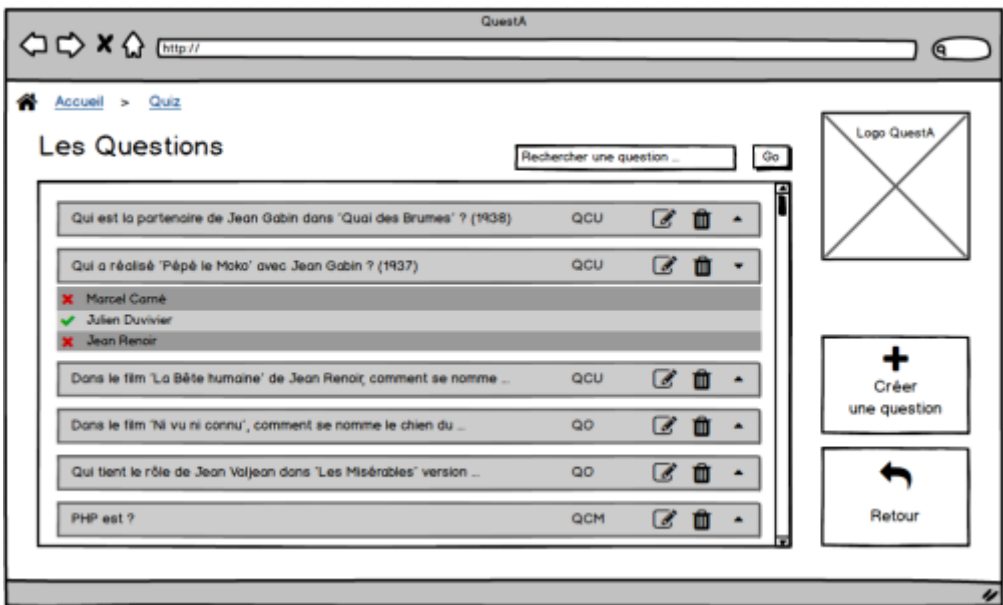 QuestA
http://
Accueil > Quiz
Les Questions
Rechercher une question ...
Go
Logo QuestA
Qui est la partenaire de Jean Gabin dans 'Quai des Brumes' ? (1938) QCU
Qui a réalisé 'Pépé le Moko' avec Jean Gabin ? (1937) QCU
Marcel Carné
Julien Duvivier
Jean Renoir
Dans le film 'La Bête humaine' de Jean Renoir, comment se nomme ... QCU
Dans le film 'Ni vu ni connu', comment se nomme le chien du ... QO
Qui tient le rôle de Jean Valjean dans 'Les Misérables' version ... QO
PHP est ? QCM
Créer
une question
Retour